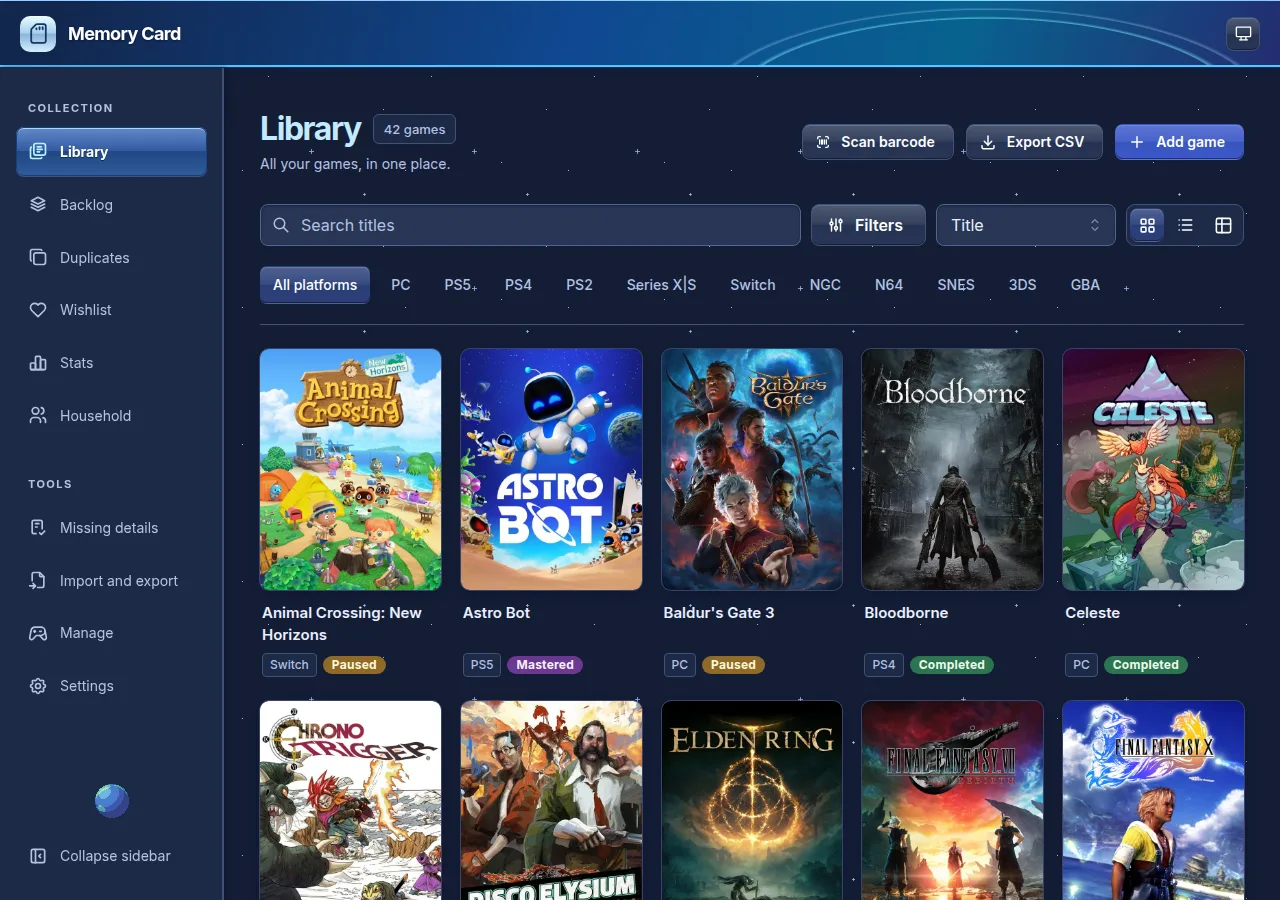 Memory Card
COLLECTION
Library
Backlog
Duplicates
Wishlist
Stats
Household
TOOLS
Missing details
Import and export
Manage
Settings
Collapse sidebar
Library
42 games
All your games, in one place.
Scan barcode
Export CSV
Add game
Search titles
Filters
Title
All platforms
PC
PS5
PS4
PS2
Series X|S
Switch
NGC
N64
SNES
3DS
GBA
New
Horizons
Animal
Crossing
Animal Crossing: New
Horizons
Switch
Paused
ASTRO
BOT
Astro Bot
PS5
Mastered
Baldur's
Gate
Baldur's Gate 3
PC
Paused
Bloodborne
Bloodborne
PS4
Completed
CELESTE
Celeste
PC
Completed
CHRONO
TRIGGER
DISCO ELYSIUM
ELDEN RING
FINAL FANTASY VII
REBIRTH
FINAL FANTASY X